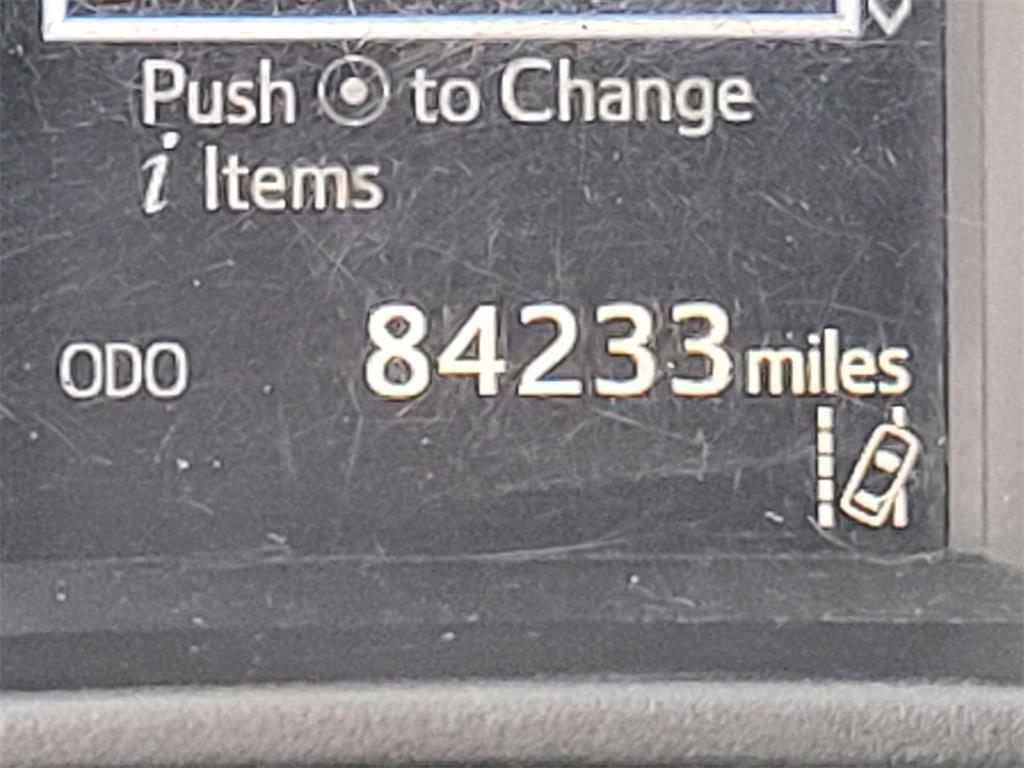 Push to Change
i Items
ODO 84233 miles